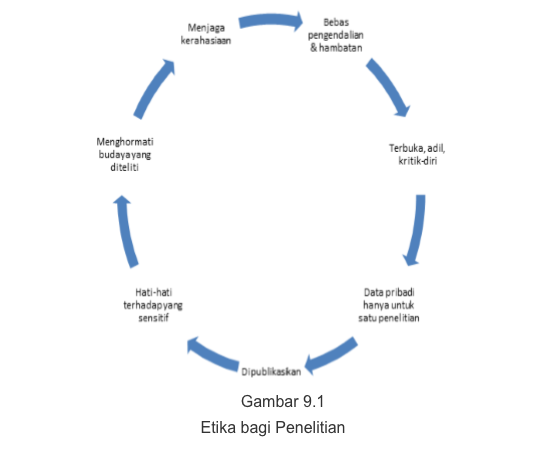 Menjaga
kerahasiaan
Bebas
pengendalian
& hambatan
Terbuka, adil,
kritik-diri
Data pribadi
hanya untuk
satu penelitian
Dipublikasikan
Hati-hati
terhadapyang
sensitif
Menghormati
budayayang
diteliti
Gambar 9.1
Etika bagi Penelitian